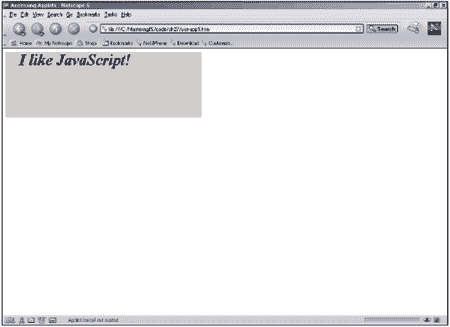 Accessing Applets - Netscape 6
File Edit View Search Go Bookmarks Tasks Help
Search
Home My Netscape Shop Bookmarks Net2Phone Download Customize...
I like JavaScript!
Applet started